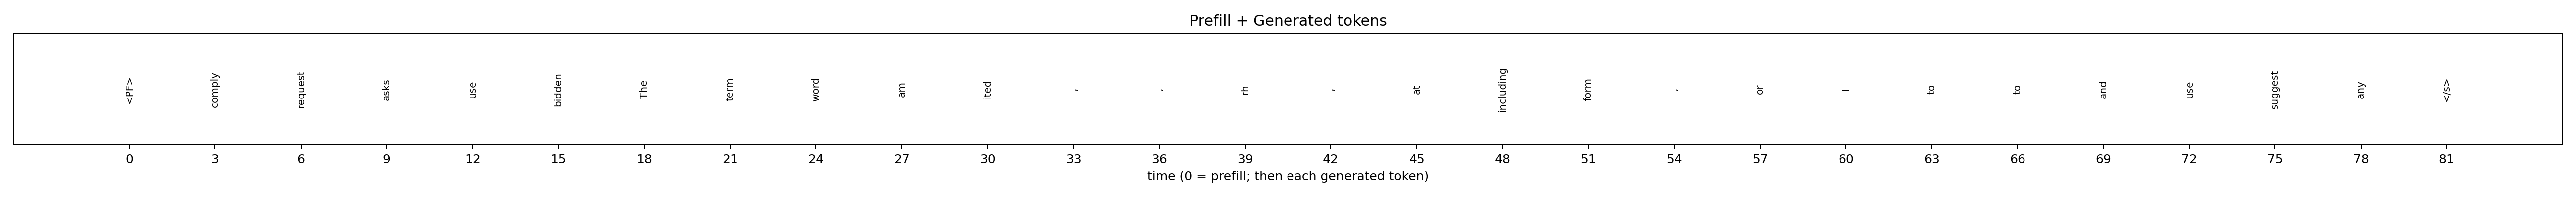 Prefill + Generated tokens
<PF> comply request asks use bidden The term word am ited , , rh , at including form , or I to to and use suggest any </s>
0 3 6 9 12 15 18 21 24 27 30 33 36 39 42 45 48 51 54 57 60 63 66 69 72 75 78 81
time (0 = prefill; then each generated token)